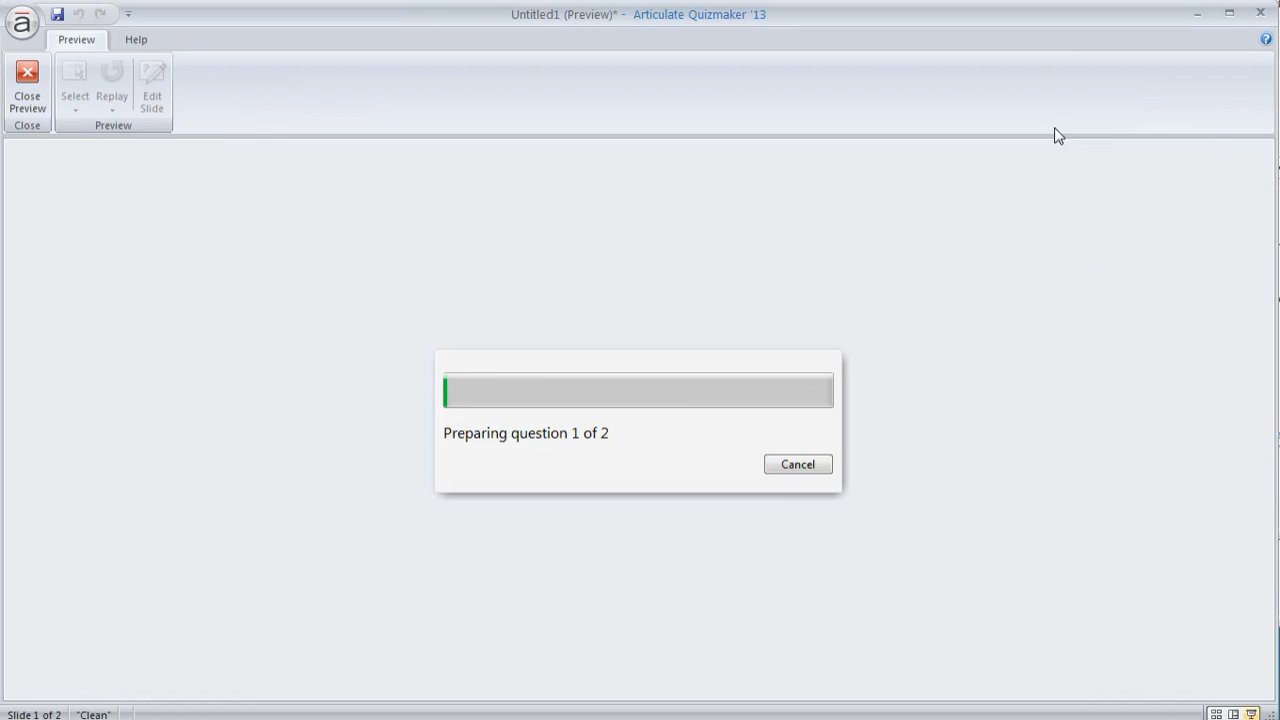 Untitled1 (Preview)* - Articulate Quizmaker '13
Preview Help
Close Preview
Select
Replay
Edit Slide
Close
Preview
Preparing question 1 of 2
Cancel
Slide 1 of 2 "Clean"